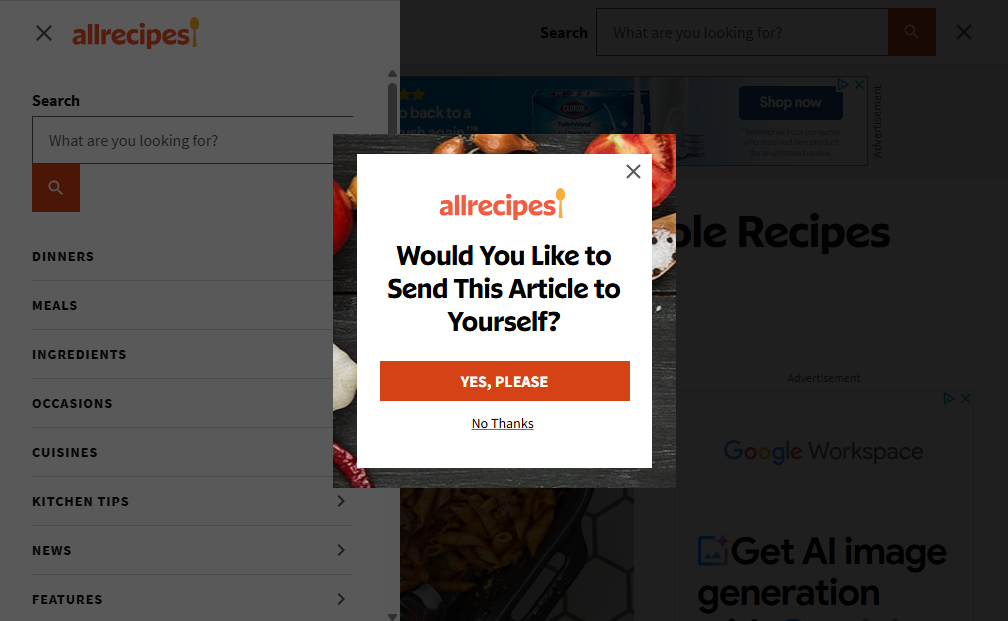 allrecipes
Search
What are you looking for?
Search
What are you looking for?
DINNERS
MEALS
INGREDIENTS
OCCASIONS
CUISINES
KITCHEN TIPS
NEWS
FEATURES
back to a
again
CLOROX
Shop now
Advertisement
Recipes
allrecipes
Would You Like to
Send This Article to
Yourself?
YES, PLEASE
No Thanks
Advertisement
Google Workspace
Get AI image
generation